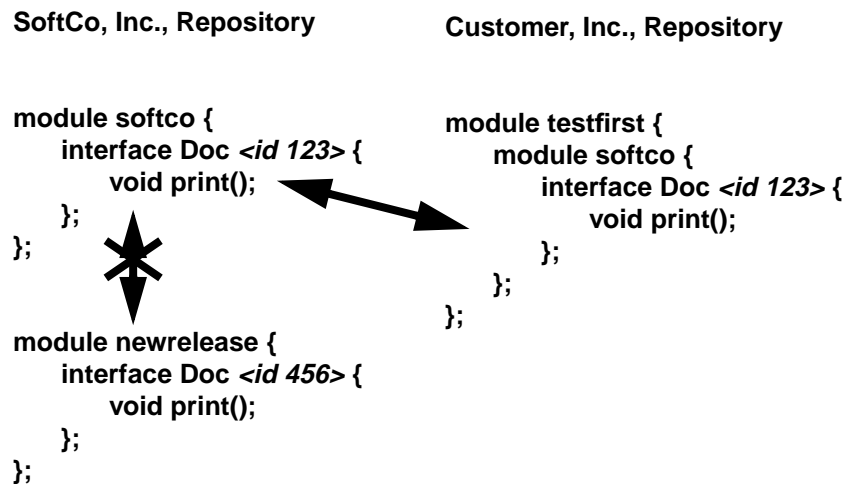 SoftCo, Inc., Repository
module softco {
    interface Doc <id 123> {
        void print();
    };
};
module newrelease {
    interface Doc <id 456> {
        void print();
    };
};
Customer, Inc., Repository
module testfirst {
    module softco {
        interface Doc <id 123> {
            void print();
        };
    };
};